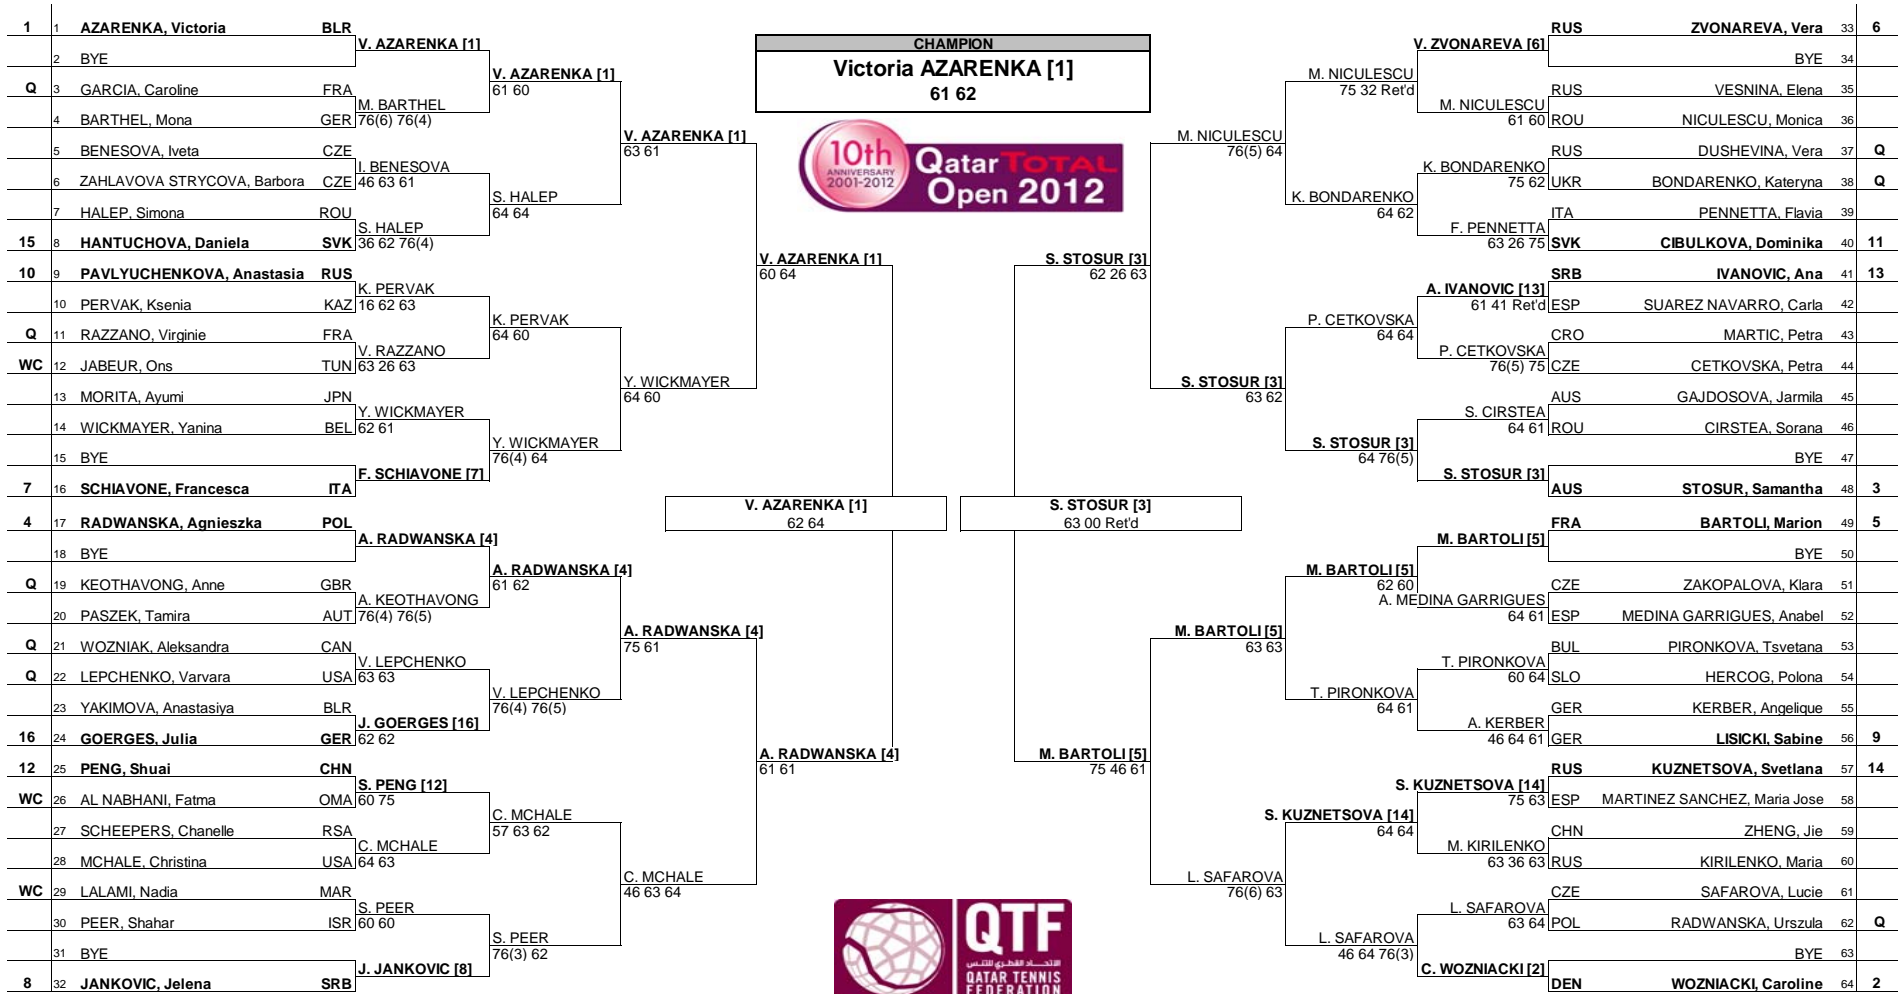 1 1 AZARENKA, Victoria BLR
2 BYE
Q 3 GARCIA, Caroline FRA
4 BARTHEL, Mona GER
5 BENESOVA, Iveta CZE
6 ZAHLAVOVA STRYCOVA, Barbora CZE
7 HALEP, Simona ROU
15 8 HANTUCHOVA, Daniela SVK
10 9 PAVLYUCHENKOVA, Anastasia RUS
10 PERVAK, Ksenia KAZ
Q 11 RAZZANO, Virginie FRA
WC 12 JABEUR, Ons TUN
13 MORITA, Ayumi JPN
14 WICKMAYER, Yanina BEL
15 BYE
7 16 SCHIAVONE, Francesca ITA
4 17 RADWANSKA, Agnieszka POL
18 BYE
Q 19 KEOTHAVONG, Anne GBR
20 PASZEK, Tamira AUT
Q 21 WOZNIAK, Aleksandra CAN
Q 22 LEPCHENKO, Varvara USA
23 YAKIMOVA, Anastasiya BLR
16 24 GOERGES, Julia GER
12 25 PENG, Shuai CHN
WC 26 AL NABHANI, Fatma OMA
27 SCHEEPERS, Chanelle RSA
28 MCHALE, Christina USA
WC 29 LALAMI, Nadia MAR
30 PEER, Shahar ISR
31 BYE
8 32 JANKOVIC, Jelena SRB
V. AZARENKA [1]
M. BARTHEL
76(6) 76(4)
I. BENESOVA
46 63 61
S. HALEP
36 62 76(4)
K. PERVAK
16 62 63
V. RAZZANO
63 26 63
Y. WICKMAYER
62 61
F. SCHIAVONE [7]
A. RADWANSKA [4]
A. KEOTHAVONG
76(4) 76(5)
V. LEPCHENKO
63 63
J. GOERGES [16]
62 62
S. PENG [12]
60 75
C. MCHALE
64 63
S. PEER
60 60
J. JANKOVIC [8]
V. AZARENKA [1]
61 60
S. HALEP
64 64
K. PERVAK
64 60
Y. WICKMAYER
76(4) 64
A. RADWANSKA [4]
61 62
V. LEPCHENKO
76(4) 76(5)
C. MCHALE
57 63 62
S. PEER
76(3) 62
V. AZARENKA [1]
63 61
Y. WICKMAYER
64 60
A. RADWANSKA [4]
75 61
C. MCHALE
46 63 64
V. AZARENKA [1]
60 64
A. RADWANSKA [4]
61 61
V. AZARENKA [1]
62 64
CHAMPION
Victoria AZARENKA [1]
61 62
10th
ANNIVERSARY
2001-2012
Qatar TOTAL
Open 2012
S. STOSUR [3]
63 00 Ret'd
S. STOSUR [3]
62 26 63
M. BARTOLI [5]
75 46 61
M. NICULESCU
76(5) 64
S. STOSUR [3]
63 62
M. BARTOLI [5]
63 63
L. SAFAROVA
76(6) 63
M. NICULESCU
75 32 Ret'd
K. BONDARENKO
64 62
P. CETKOVSKA
64 64
S. STOSUR [3]
64 76(5)
M. BARTOLI [5]
62 60
T. PIRONKOVA
64 61
S. KUZNETSOVA [14]
64 64
L. SAFAROVA
46 64 76(3)
V. ZVONAREVA [6]
M. NICULESCU
61 60
K. BONDARENKO
75 62
F. PENNETTA
63 26 75
A. IVANOVIC [13]
61 41 Ret'd
P. CETKOVSKA
76(5) 75
S. CIRSTEA
64 61
S. STOSUR [3]
M. BARTOLI [5]
A. MEDINA GARRIGUES
64 61
T. PIRONKOVA
60 64
A. KERBER
46 64 61
S. KUZNETSOVA [14]
75 63
M. KIRILENKO
63 36 63
L. SAFAROVA
63 64
C. WOZNIACKI [2]
RUS ZVONAREVA, Vera 33 6
BYE 34
RUS VESNINA, Elena 35
ROU NICULESCU, Monica 36
RUS DUSHEVINA, Vera 37 Q
UKR BONDARENKO, Kateryna 38 Q
ITA PENNETTA, Flavia 39
SVK CIBULKOVA, Dominika 40 11
SRB IVANOVIC, Ana 41 13
ESP SUAREZ NAVARRO, Carla 42
CRO MARTIC, Petra 43
CZE CETKOVSKA, Petra 44
AUS GAJDOSOVA, Jarmila 45
ROU CIRSTEA, Sorana 46
BYE 47
AUS STOSUR, Samantha 48 3
FRA BARTOLI, Marion 49 5
BYE 50
CZE ZAKOPALOVA, Klara 51
ESP MEDINA GARRIGUES, Anabel 52
BUL PIRONKOVA, Tsvetana 53
SLO HERCOG, Polona 54
GER KERBER, Angelique 55
GER LISICKI, Sabine 56 9
RUS KUZNETSOVA, Svetlana 57 14
ESP MARTINEZ SANCHEZ, Maria Jose 58
CHN ZHENG, Jie 59
RUS KIRILENKO, Maria 60
CZE SAFAROVA, Lucie 61
POL RADWANSKA, Urszula 62 Q
BYE 63
DEN WOZNIACKI, Caroline 64 2
QTF
الاتحاد القطري للتنس
QATAR TENNIS
FEDERATION